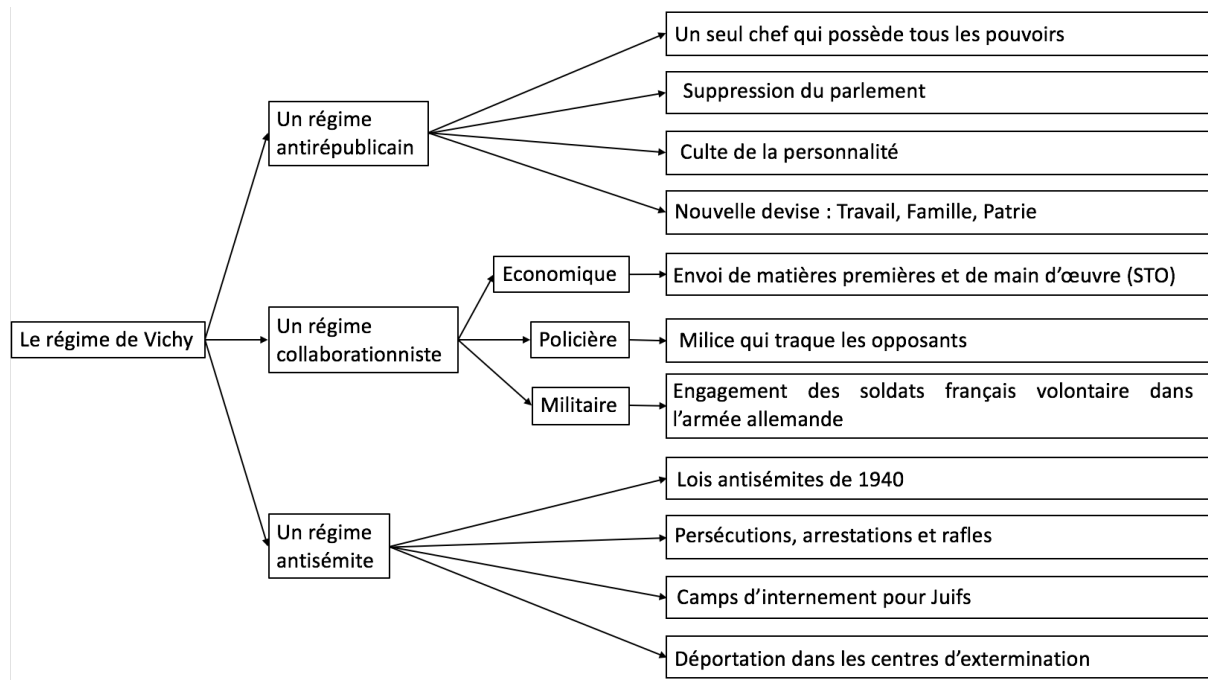 Le régime de Vichy
Un régime
antirépublicain
Un seul chef qui possède tous les pouvoirs
Suppression du parlement
Culte de la personnalité
Nouvelle devise : Travail, Famille, Patrie
Un régime
collaborationniste
Economique
Envoi de matières premières et de main d’œuvre (STO)
Policière
Milice qui traque les opposants
Militaire
Engagement des soldats français volontaire dans
l’armée allemande
Un régime
antisémite
Lois antisémites de 1940
Persécutions, arrestations et rafles
Camps d’internement pour Juifs
Déportation dans les centres d’extermination